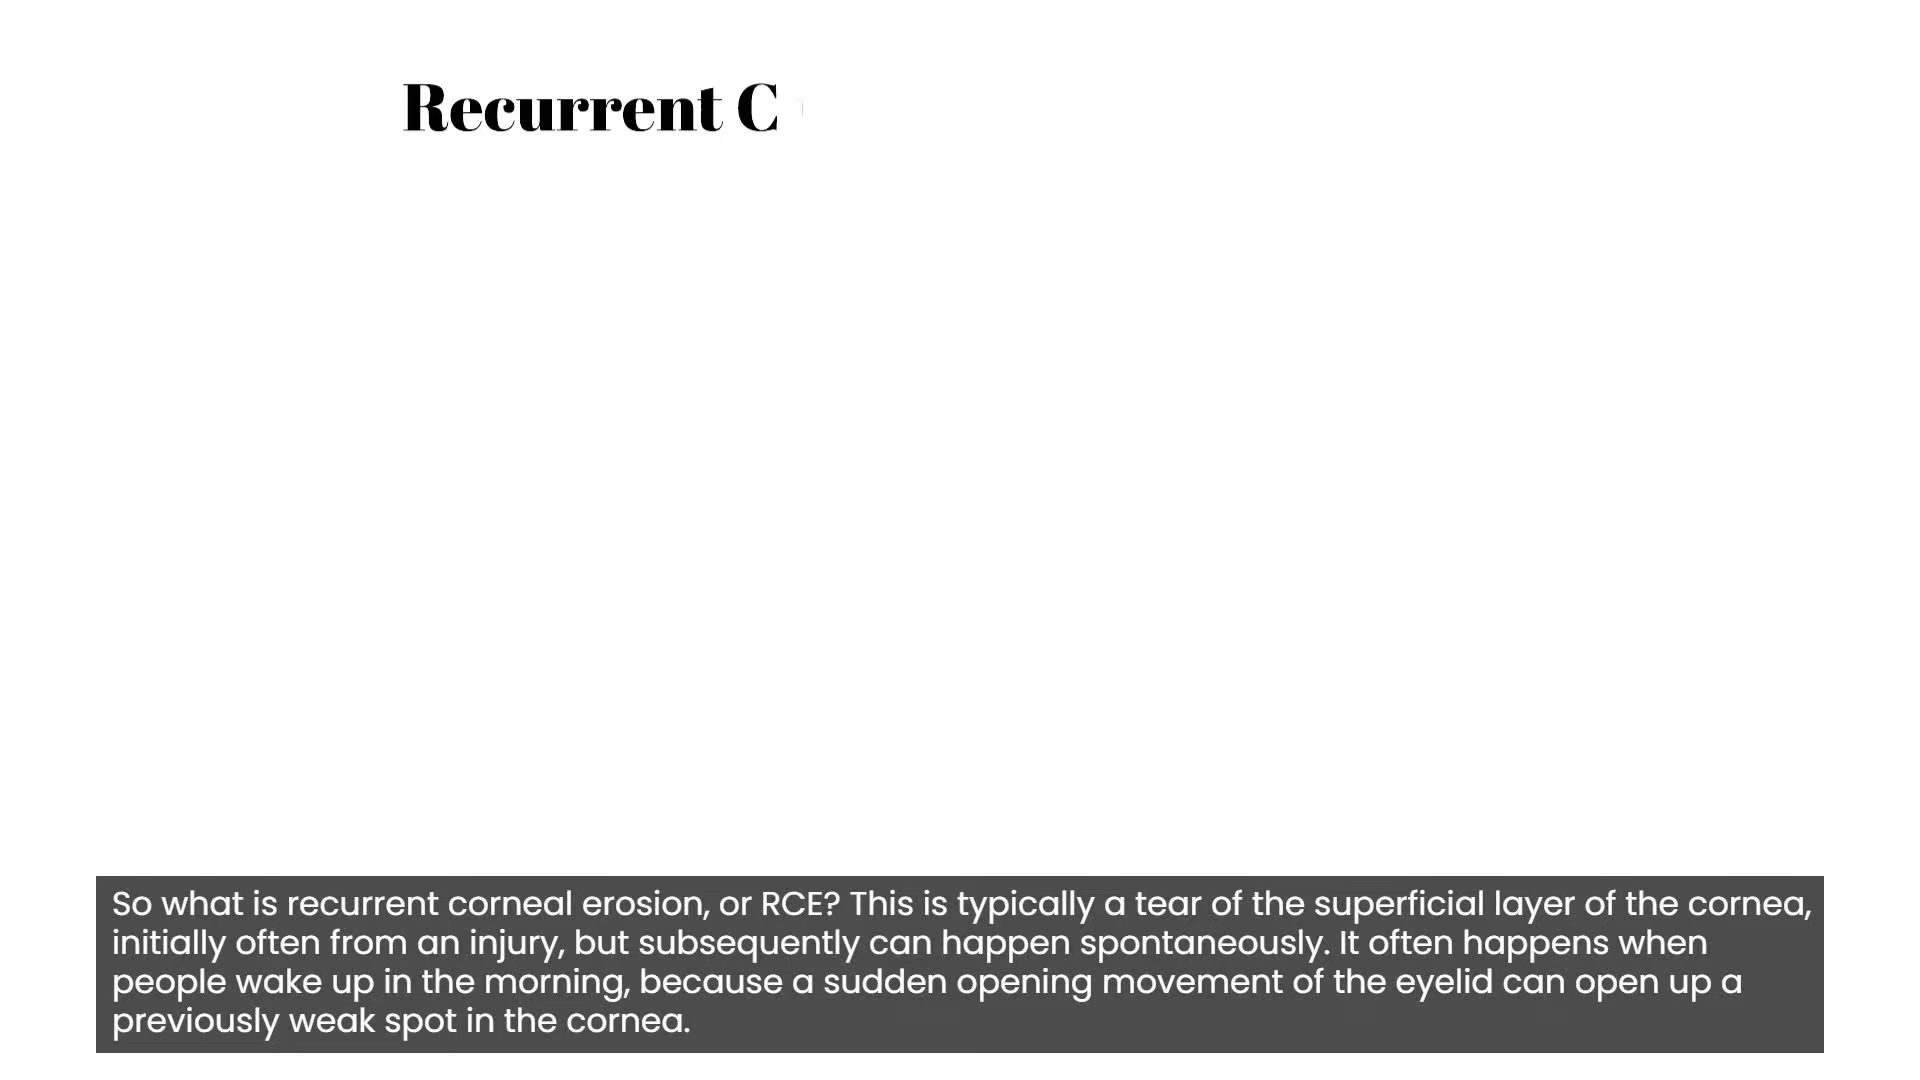 Recurrent C
So what is recurrent corneal erosion, or RCE? This is typically a tear of the superficial layer of the cornea,
initially often from an injury, but subsequently can happen spontaneously. It often happens when
people wake up in the morning, because a sudden opening movement of the eyelid can open up a
previously weak spot in the cornea.